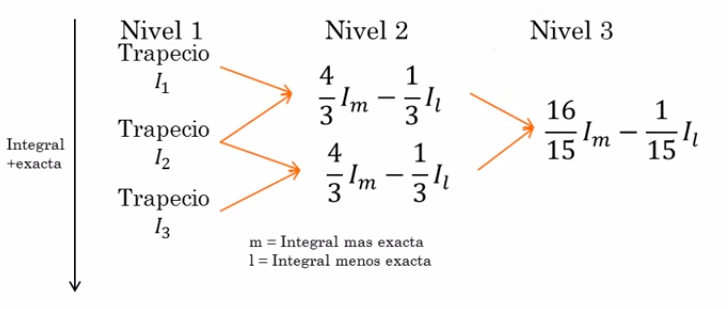 Nivel 1 Nivel 2 Nivel 3
Trapecio
I₁
4/3 Iₘ − 1/3 Iₗ
Trapecio
I₂
16/15 Iₘ − 1/15 Iₗ
Integral
+exacta
4/3 Iₘ − 1/3 Iₗ
Trapecio
I₃
m = Integral mas exacta
l = Integral menos exacta